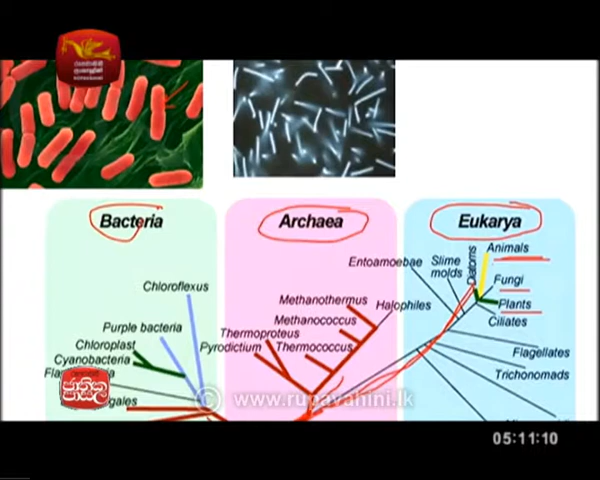 Bacteria
Archaea
Eukarya
Diatoms
Animals
Entoamoebae
Slime
molds
Fungi
Chloroflexus
Methanothermus
Halophiles
Plants
Methanococcus
Ciliates
Purple bacteria
Thermoproteus
Chloroplast
Pyrodictium
Thermococcus
Flagellates
Cyanobacteria
Trichonomads
ජාතික
පාසල
© www.rupavahini.lk
05:11:10